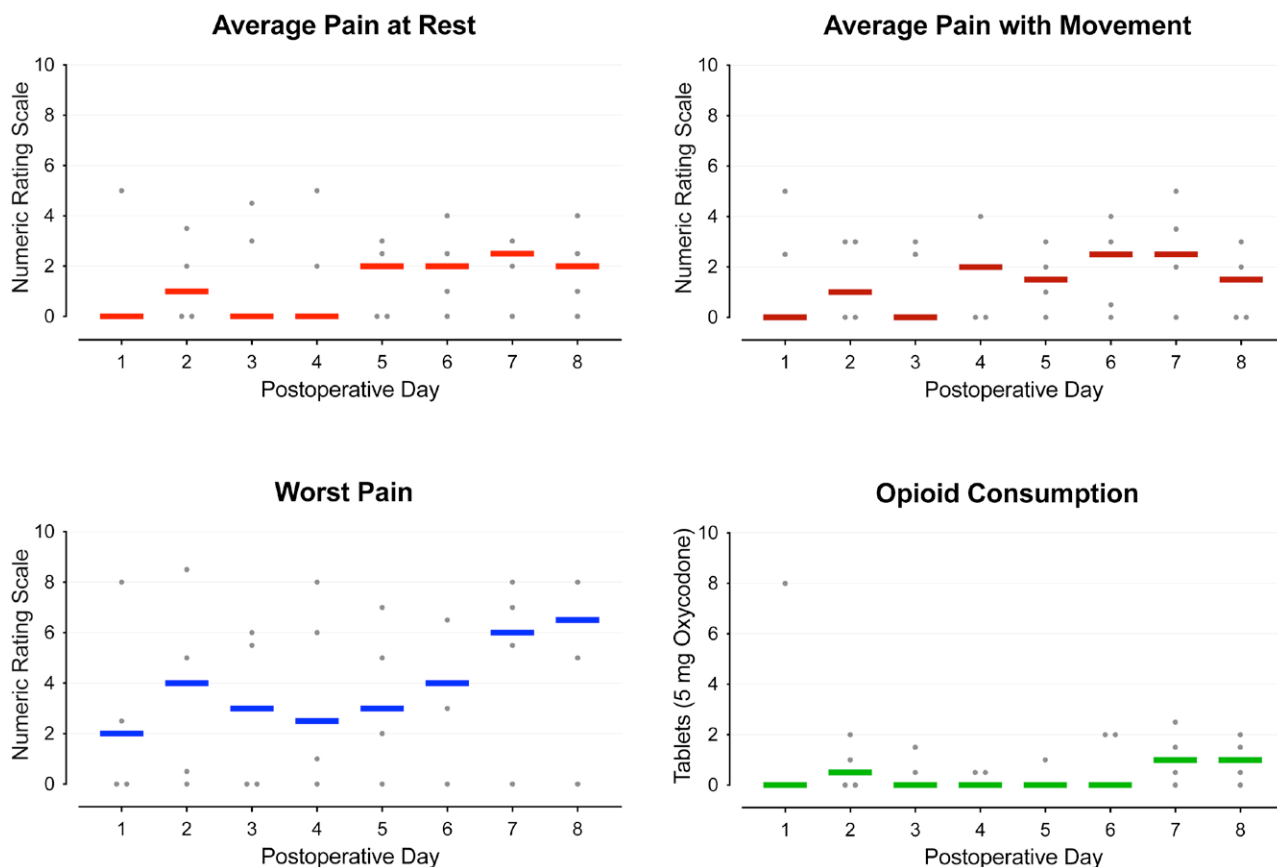 Average Pain at Rest
Numeric Rating Scale
10
8
6
4
2
0
1 2 3 4 5 6 7 8
Postoperative Day
Average Pain with Movement
Numeric Rating Scale
10
8
6
4
2
0
1 2 3 4 5 6 7 8
Postoperative Day
Worst Pain
Numeric Rating Scale
10
8
6
4
2
0
1 2 3 4 5 6 7 8
Postoperative Day
Opioid Consumption
Tablets (5 mg Oxycodone)
10
8
6
4
2
0
1 2 3 4 5 6 7 8
Postoperative Day